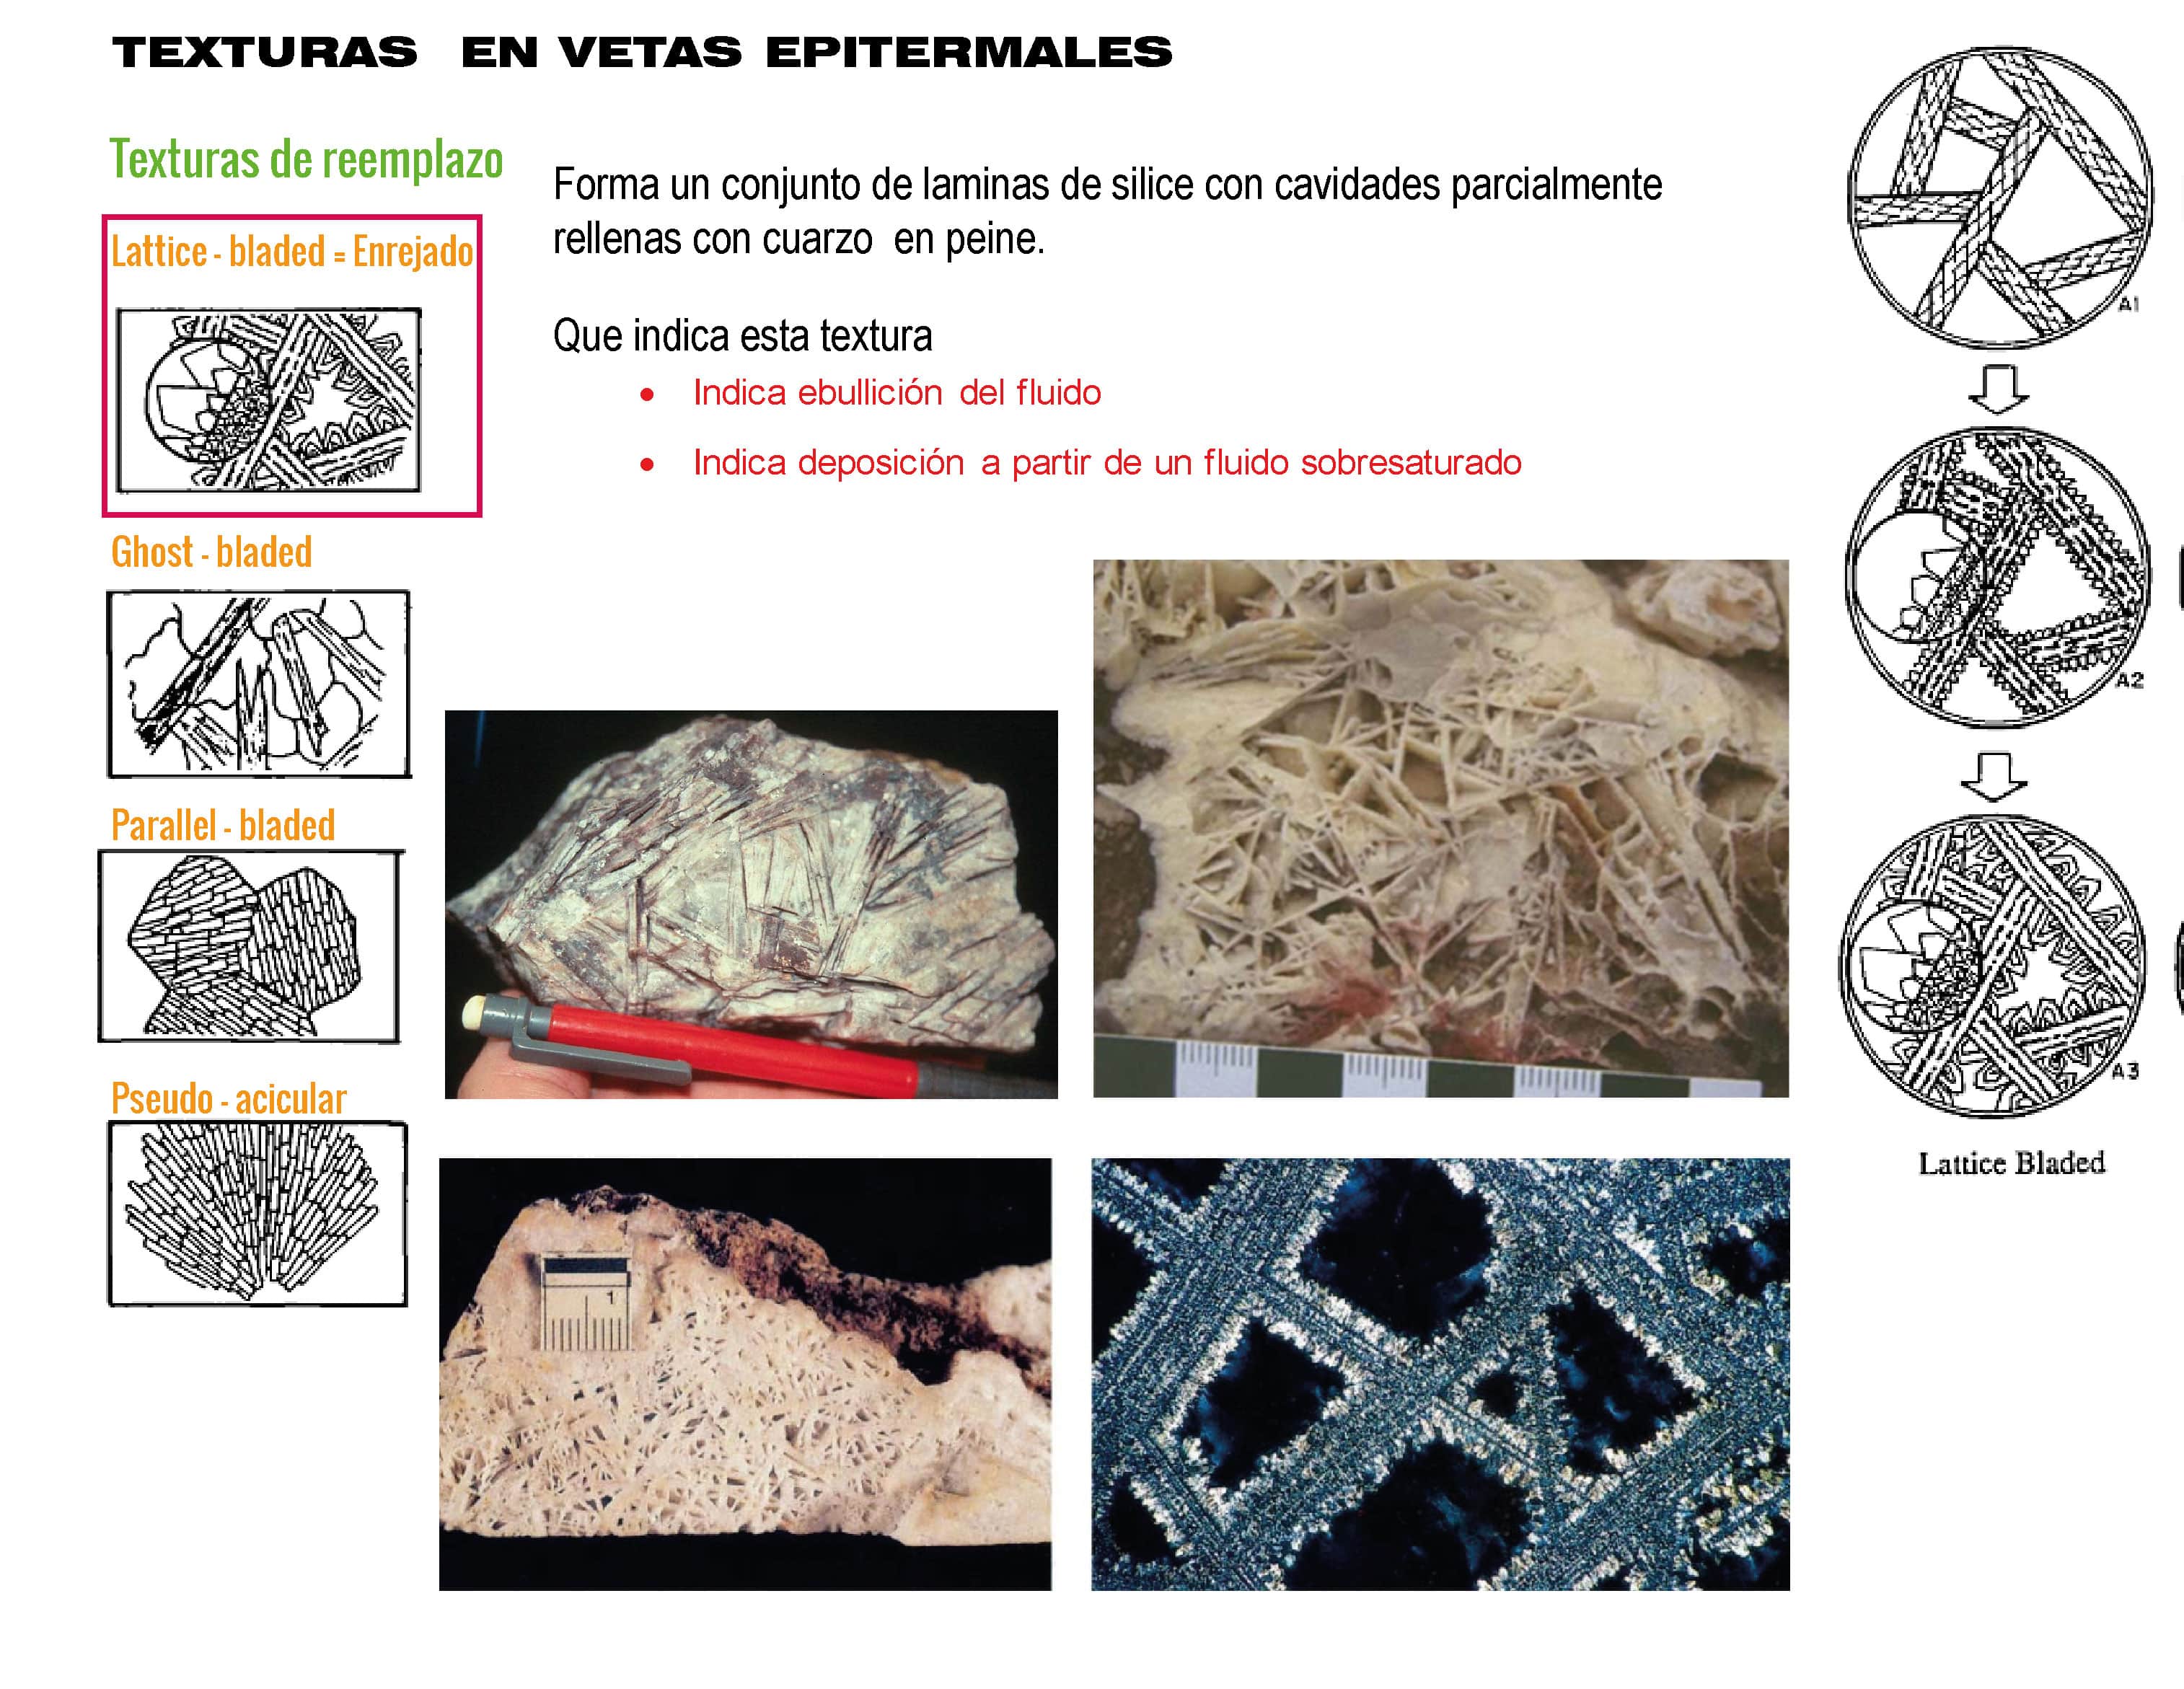 TEXTURAS EN VETAS EPITERMALES
Texturas de reemplazo
Lattice - bladed = Enrejado
Forma un conjunto de laminas de silice con cavidades parcialmente
rellenas con cuarzo en peine.
Que indica esta textura
• Indica ebullición del fluido
• Indica deposición a partir de un fluido sobresaturado
Ghost - bladed
Parallel - bladed
Pseudo - acicular
1
A1
A2
A3
Lattice Bladed